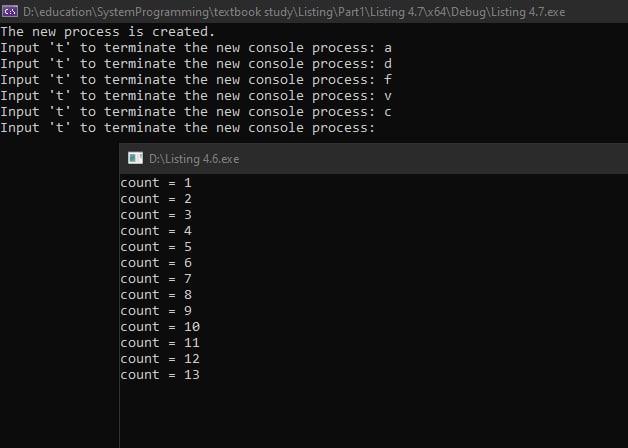 D:\education\SystemProgramming\textbook study\Listing\Part1\Listing 4.7\x64\Debug\Listing 4.7.exe
The new process is created.
Input 't' to terminate the new console process: a
Input 't' to terminate the new console process: d
Input 't' to terminate the new console process: f
Input 't' to terminate the new console process: v
Input 't' to terminate the new console process: c
Input 't' to terminate the new console process:
D:\Listing 4.6.exe
count = 1
count = 2
count = 3
count = 4
count = 5
count = 6
count = 7
count = 8
count = 9
count = 10
count = 11
count = 12
count = 13